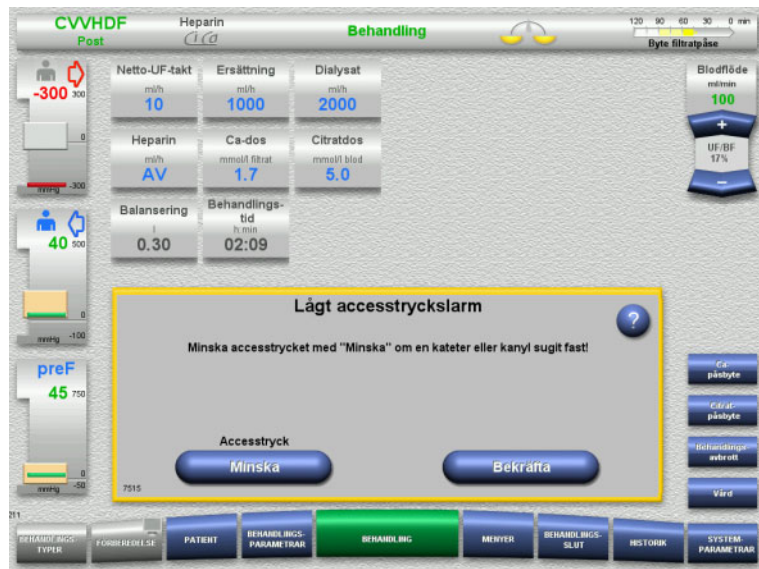 CVVHDF
Post
Heparin
Ci Ca
Behandling
120 90 60 30 0 min
Byte filtratpåse
-300
300
0
-300
mmHg
40
500
0
-100
mmHg
preF
45
750
0
-50
mmHg
Netto-UF-takt
ml/h
10
Ersättning
ml/h
1000
Dialysat
ml/h
2000
Heparin
ml/h
AV
Ca-dos
mmol/l filtrat
1.7
Citratdos
mmol/l blod
5.0
Balansering
l
0.30
Behandlings-
tid
h:min
02:09
Blodflöde
ml/min
100
+
UF/BF
17%
–
Lågt accesstryckslarm
?
Minska accesstrycket med "Minska" om en kateter eller kanyl sugit fast!
Accesstryck
Minska
Bekräfta
7515
Ca-
påsbyte
Citrat-
påsbyte
Behandlings-
avbrott
Vård
211
BEHANDLINGS-
TYPER
FÖRBEREDELSE
PATIENT
BEHANDLINGS-
PARAMETRAR
BEHANDLING
MENYER
BEHANDLINGS-
SLUT
HISTORIK
SYSTEM-
PARAMETRAR